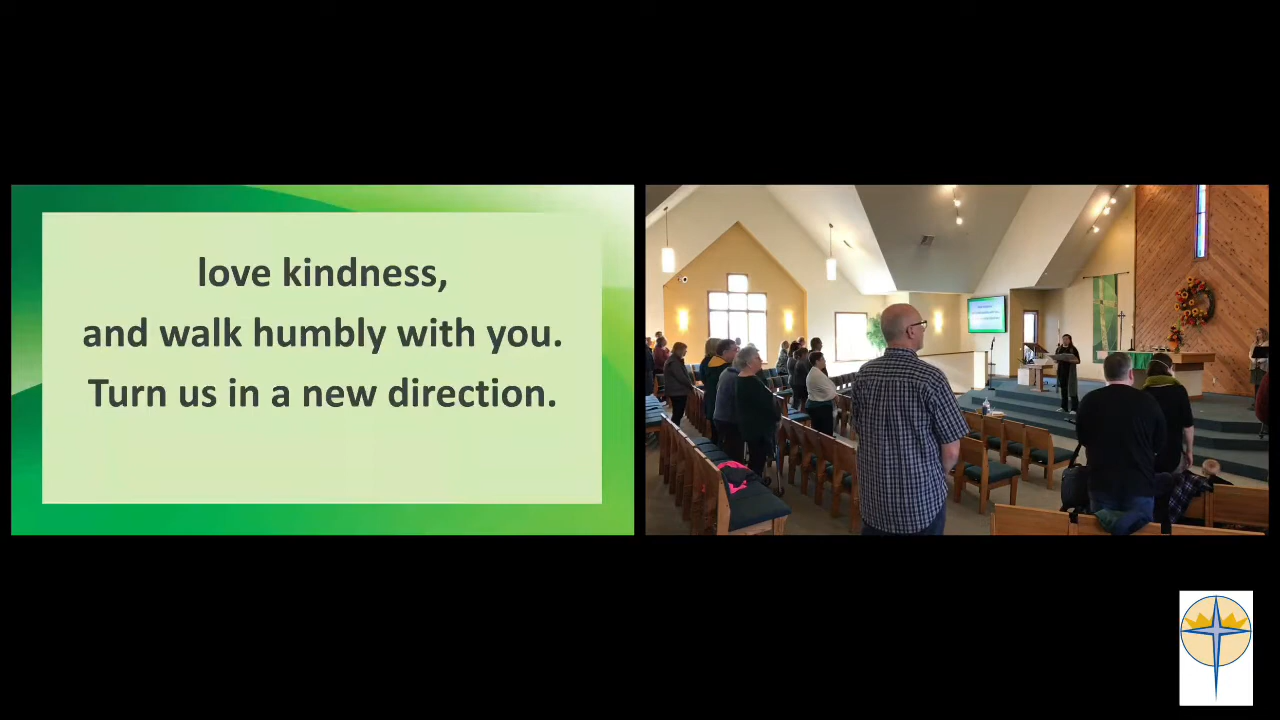 love kindness,
and walk humbly with you.
Turn us in a new direction.